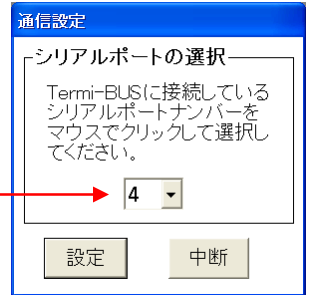 通信設定
シリアルポートの選択
Termi-BUSに接続している
シリアルポートナンバーを
マウスでクリックして選択し
てください。
4
設定 中断